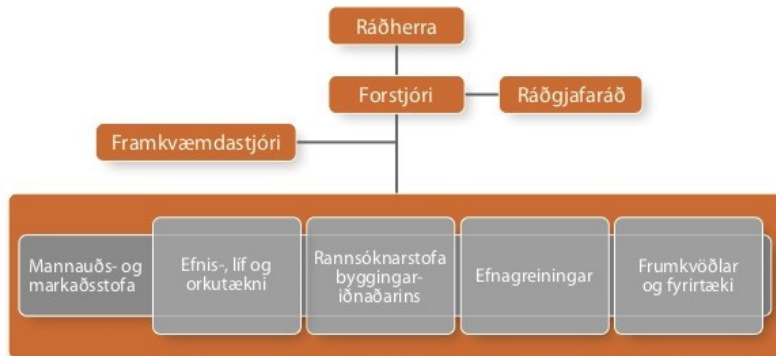 Ráðherra
Forstjóri
Ráðgjafaráð
Framkvæmdastjóri
Mannauðs- og
markaðsstofa
Efnis-, líf og
orkutækni
Rannsóknarstofa
byggingar-
iðnaðarins
Efnagreiningar
Frumkvöðlar
og fyrirtæki